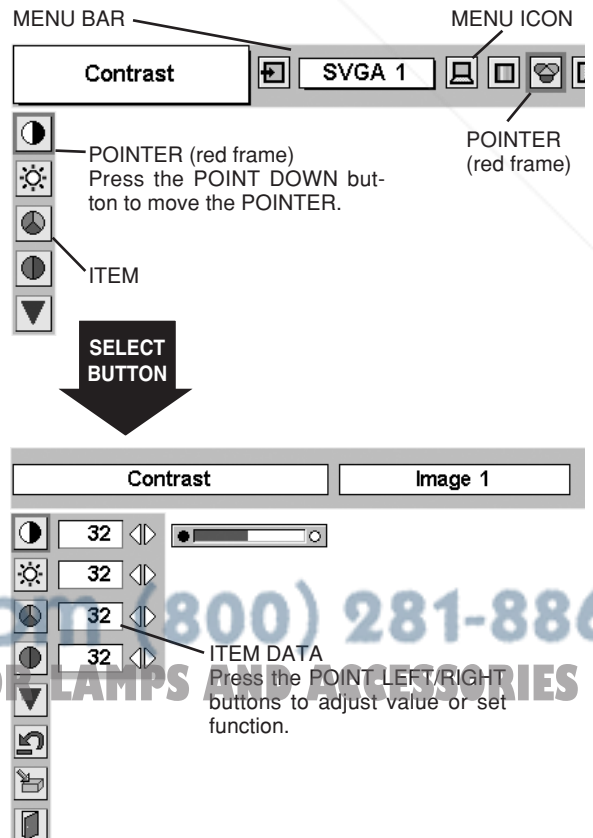 MENU BAR
MENU ICON
Contrast
SVGA 1
POINTER
(red frame)
POINTER (red frame)
Press the POINT DOWN but-
ton to move the POINTER.
ITEM
SELECT
BUTTON
Contrast
Image 1
32
32
32
32
om (800) 281-886
ITEM DATA
Press the POINT LEFT/RIGHT
buttons to adjust value or set
function.
LAMPS AND ACCESSORIES